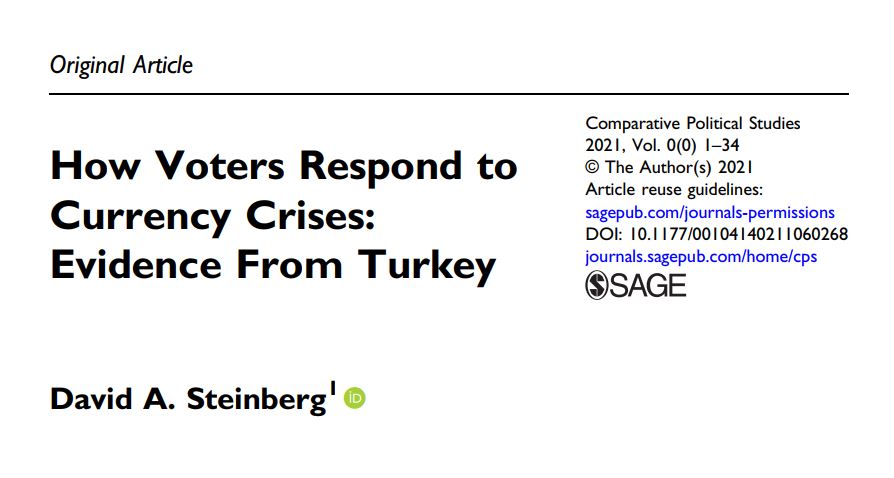 Original Article
Comparative Political Studies
2021, Vol. 0(0) 1–34
© The Author(s) 2021
Article reuse guidelines:
sagepub.com/journals-permissions
DOI: 10.1177/00104140211060268
journals.sagepub.com/home/cps
SSAGE
How Voters Respond to
Currency Crises:
Evidence From Turkey
David A. Steinberg1 iD